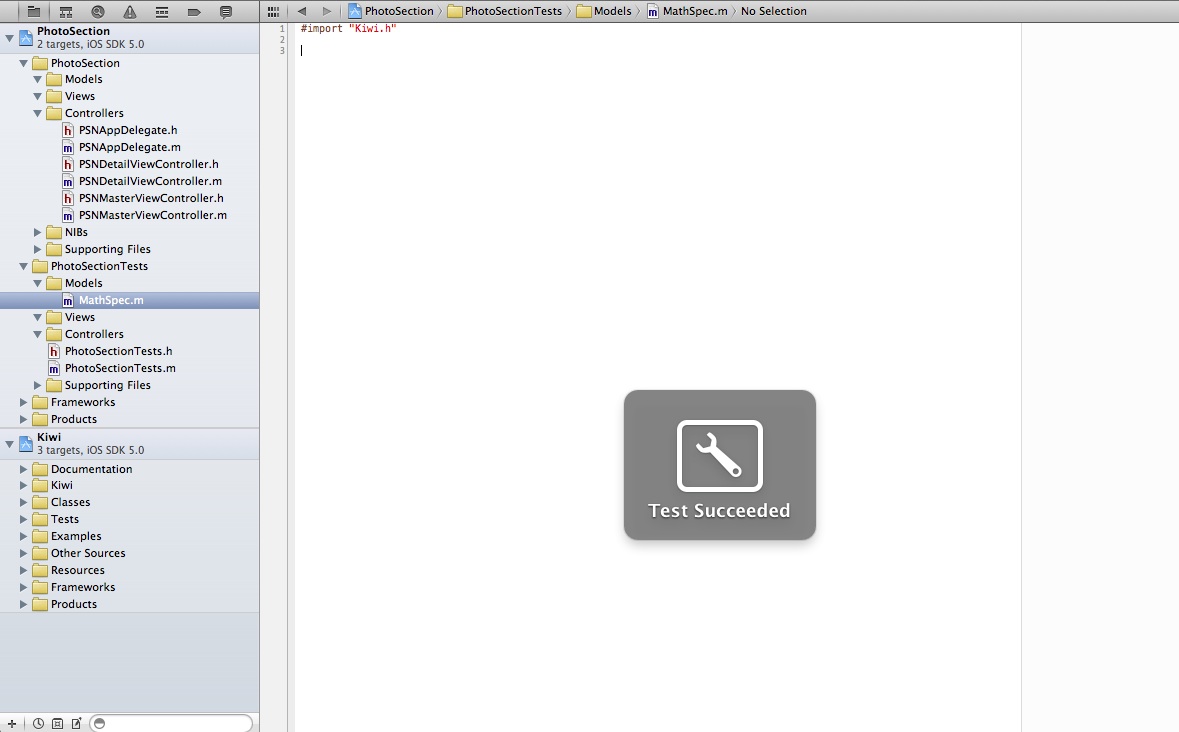 PhotoSection › PhotoSectionTests › Models › MathSpec.m › No Selection
PhotoSection
2 targets, iOS SDK 5.0
PhotoSection
Models
Views
Controllers
h PSNAppDelegate.h
m PSNAppDelegate.m
h PSNDetailViewController.h
m PSNDetailViewController.m
h PSNMasterViewController.h
m PSNMasterViewController.m
NIBs
Supporting Files
PhotoSectionTests
Models
m MathSpec.m
Views
Controllers
h PhotoSectionTests.h
m PhotoSectionTests.m
Supporting Files
Frameworks
Products
Kiwi
3 targets, iOS SDK 5.0
Documentation
Kiwi
Classes
Tests
Examples
Other Sources
Resources
Frameworks
Products
1 #import "Kiwi.h"
2
3
Test Succeeded